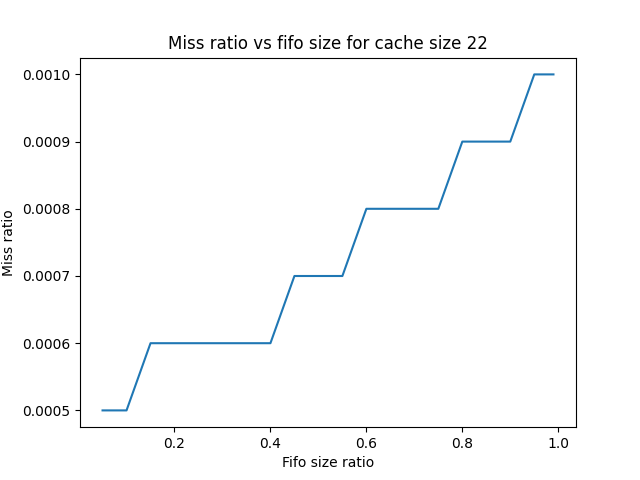 Miss ratio vs fifo size for cache size 22
0.0010
0.0009
0.0008
0.0007
0.0006
0.0005
Miss ratio
0.2 0.4 0.6 0.8 1.0
Fifo size ratio